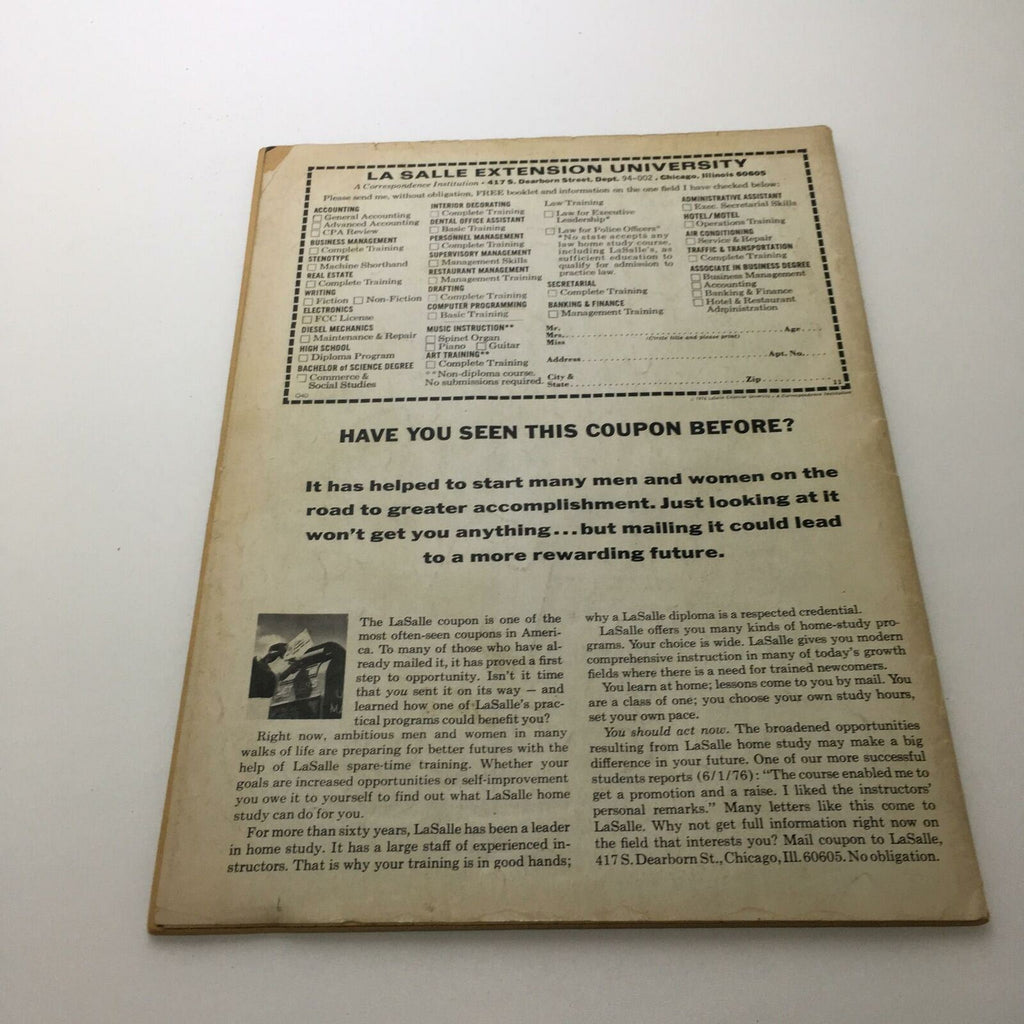 LA SALLE EXTENSION UNIVERSITY
A Correspondence Institution • 417 S. Dearborn Street, Dept. 94-002, Chicago, Illinois 60605
Please send me, without obligation, FREE booklet and information on the one field I have checked below:
ACCOUNTING
General Accounting
Advanced Accounting
CPA Review
BUSINESS MANAGEMENT
Complete Training
STENOTYPE
Machine Shorthand
REAL ESTATE
Complete Training
WRITING
Fiction Non-Fiction
ELECTRONICS
FCC License
DIESEL MECHANICS
Maintenance & Repair
HIGH SCHOOL
Diploma Program
BACHELOR of SCIENCE DEGREE
Commerce &
Social Studies
INTERIOR DECORATING
Complete Training
DENTAL OFFICE ASSISTANT
Basic Training
PERSONNEL MANAGEMENT
Complete Training
SUPERVISORY MANAGEMENT
Management Skills
RESTAURANT MANAGEMENT
Management Training
DRAFTING
Complete Training
COMPUTER PROGRAMMING
Basic Training
MUSIC INSTRUCTION**
Spinet Organ
Piano Guitar
ART TRAINING**
Complete Training
**Non-diploma course.
No submissions required.
Law Training
Law for Executive
Leadership*
Law for Police Officers*
*No state accepts any
law home study course,
including LaSalle's, as
sufficient education to
qualify for admission to
practice law.
SECRETARIAL
Complete Training
BANKING & FINANCE
Management Training
ADMINISTRATIVE ASSISTANT
Exec. Secretarial Skills
HOTEL/MOTEL
Operations Training
AIR CONDITIONING
Service & Repair
TRAFFIC & TRANSPORTATION
Complete Training
ASSOCIATE IN BUSINESS DEGREE
Business Management
Accounting
Banking & Finance
Hotel & Restaurant
Administration
Mr.
Mrs. Age
Miss
(Circle title and please print)
Address Apt. No.
City &
State Zip
HAVE YOU SEEN THIS COUPON BEFORE?
It has helped to start many men and women on the
road to greater accomplishment. Just looking at it
won't get you anything...but mailing it could lead
to a more rewarding future.
The LaSalle coupon is one of the
most often-seen coupons in Ameri-
ca. To many of those who have al-
ready mailed it, it has proved a first
step to opportunity. Isn't it time
that you sent it on its way — and
learned how one of LaSalle's prac-
tical programs could benefit you?
Right now, ambitious men and women in many
walks of life are preparing for better futures with the
help of LaSalle spare-time training. Whether your
goals are increased opportunities or self-improvement
you owe it to yourself to find out what LaSalle home
study can do for you.
For more than sixty years, LaSalle has been a leader
in home study. It has a large staff of experienced in-
structors. That is why your training is in good hands;
why a LaSalle diploma is a respected credential.
LaSalle offers you many kinds of home-study pro-
grams. Your choice is wide. LaSalle gives you modern
comprehensive instruction in many of today's growth
fields where there is a need for trained newcomers.
You learn at home; lessons come to you by mail. You
are a class of one; you choose your own study hours,
set your own pace.
You should act now. The broadened opportunities
resulting from LaSalle home study may make a big
difference in your future. One of our more successful
students reports (6/1/76): "The course enabled me to
get a promotion and a raise. I liked the instructors'
personal remarks." Many letters like this come to
LaSalle. Why not get full information right now on
the field that interests you? Mail coupon to LaSalle,
417 S. Dearborn St., Chicago, Ill. 60605. No obligation.